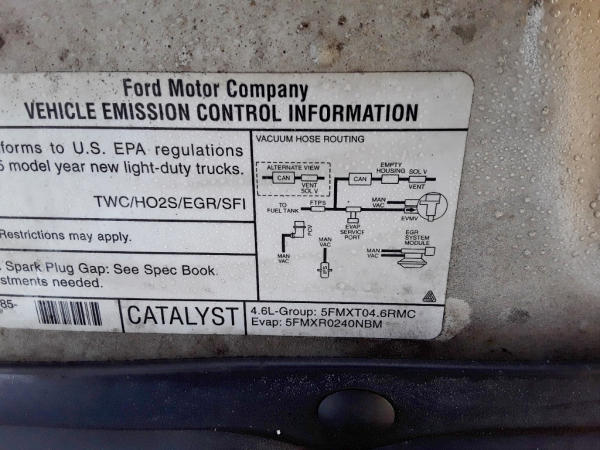 Ford Motor Company
VEHICLE EMISSION CONTROL INFORMATION
forms to U.S. EPA regulations
5 model year new light-duty trucks.
TWC/HO2S/EGR/SFI
Restrictions may apply.
Spark Plug Gap: See Spec Book
stments needed.
VACUUM HOSE ROUTING
ALTERNATE VIEW
CAN
VENT
SOL V
CAN
EMPTY
HOUSING
SOL V
VENT
TO
FUEL TANK
FTPS
MAN
VAC
EVMV
EVAP
SERVICE
PORT
PCV
MAN
VAC
MAN
VAC
MAN
VAC
EGR
SYSTEM
MODULE
85-
CATALYST
4.6L-Group: 5FMXT04.6RMC
Evap: 5FMXR0240NBM